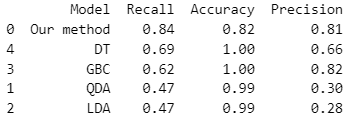 Model Recall Accuracy Precision
0 Our method 0.84 0.82 0.81
4 DT 0.69 1.00 0.66
3 GBC 0.62 1.00 0.82
1 QDA 0.47 0.99 0.30
2 LDA 0.47 0.99 0.28